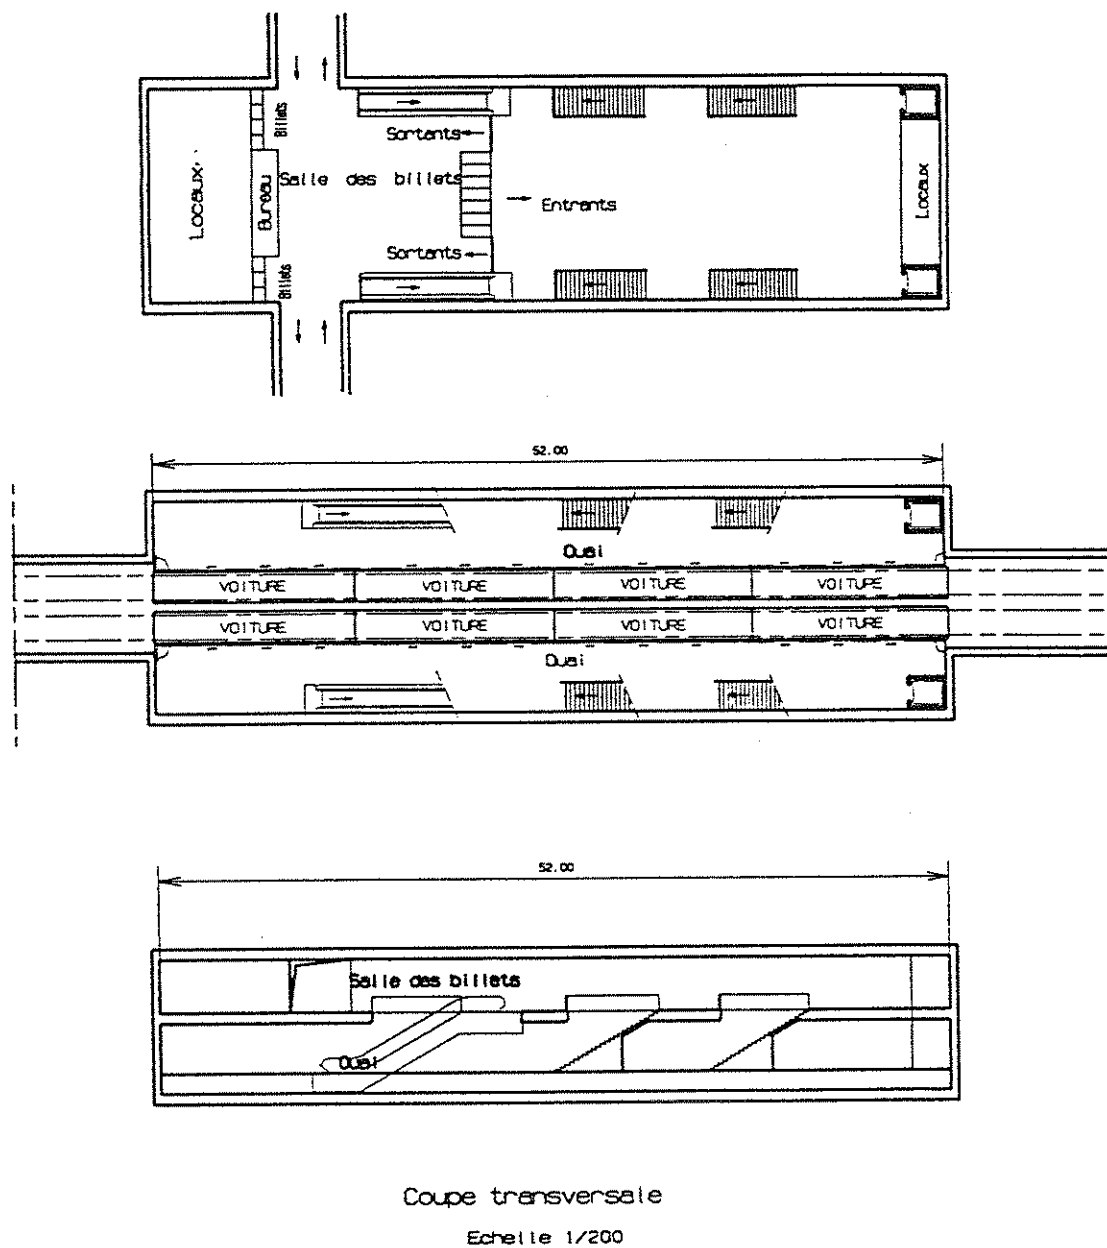 Billets
Sortants
Locaux
Bureau
Salle des billets
Entrants
Locaux
Sortants
Billets
52.00
Quai
VOITURE VOITURE VOITURE VOITURE
VOITURE VOITURE VOITURE VOITURE
Quai
52.00
Salle des billets
Quai
Coupe transversale
Echelle 1/200